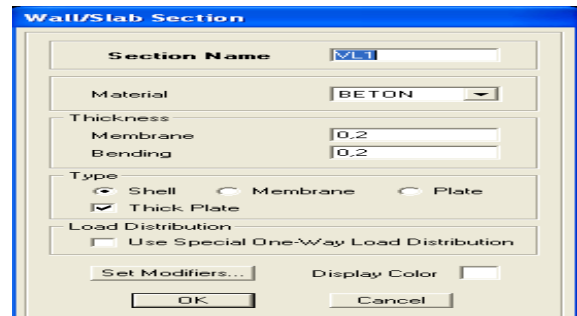 Wall/Slab Section
Section Name VL1
Material BETON
Thickness
Membrane 0,2
Bending 0,2
Type
Shell Membrane Plate
Thick Plate
Load Distribution
Use Special One-Way Load Distribution
Set Modifiers... Display Color
OK Cancel